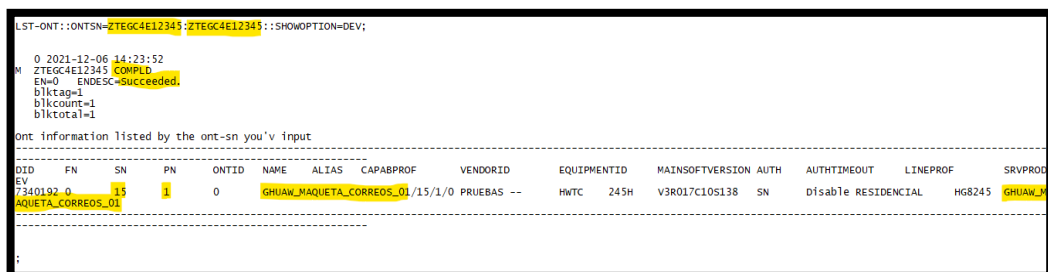 LST-ONT::ONTSN=ZTEGC4E12345:ZTEGC4E12345::SHOWOPTION=DEV;
0 2021-12-06 14:23:52
M ZTEGC4E12345 COMPLD
EN=0 ENDESC=Succeeded.
blktag=1
blkcount=1
blktotal=1
Ont information listed by the ont-sn you'v input
--------------------------------------------------------------------------------
DID FN SN PN ONTID NAME ALIAS CAPABPROF VENDORID EQUIPMENTID MAINSOFTVERSION AUTH AUTHTIMEOUT LINEPROF SRVPROD
EV
7340192 0 15 1 0 GHUAW_MAQUETA_CORREOS_01/15/1/0 PRUEBAS -- HWTC 245H V3R017C10S138 SN Disable RESIDENCIAL HG8245 GHUAW_M
AQUETA_CORREOS_01
--------------------------------------------------------------------------------
;